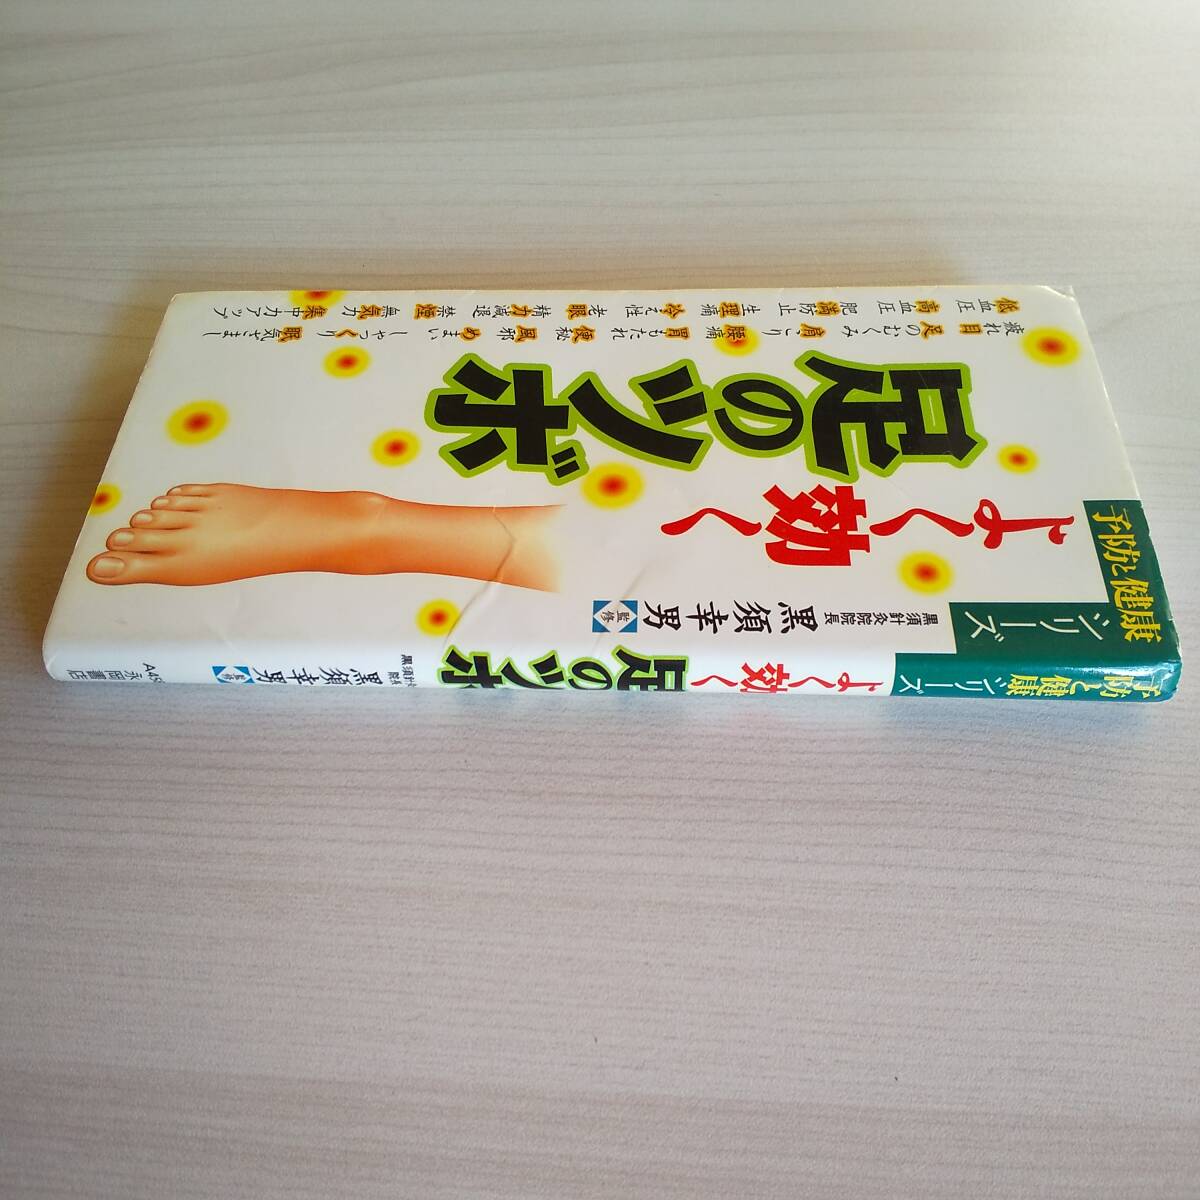 予防と健康
シリーズ
よく効く
足のツボ
黒須針灸院院長
黒須幸男
監修
疲れ目 足のむくみ 肩こり 腰痛 胃もたれ 便秘 風邪 めまい しゃっくり 眠気ざまし
低血圧 高血圧 肥満防止 生理痛 冷え性 老眼 精力減退 禁煙 無気力 集中力アップ
予防と健康
シリーズ
よく効く
足のツボ
黒須幸男
監修
永岡書店